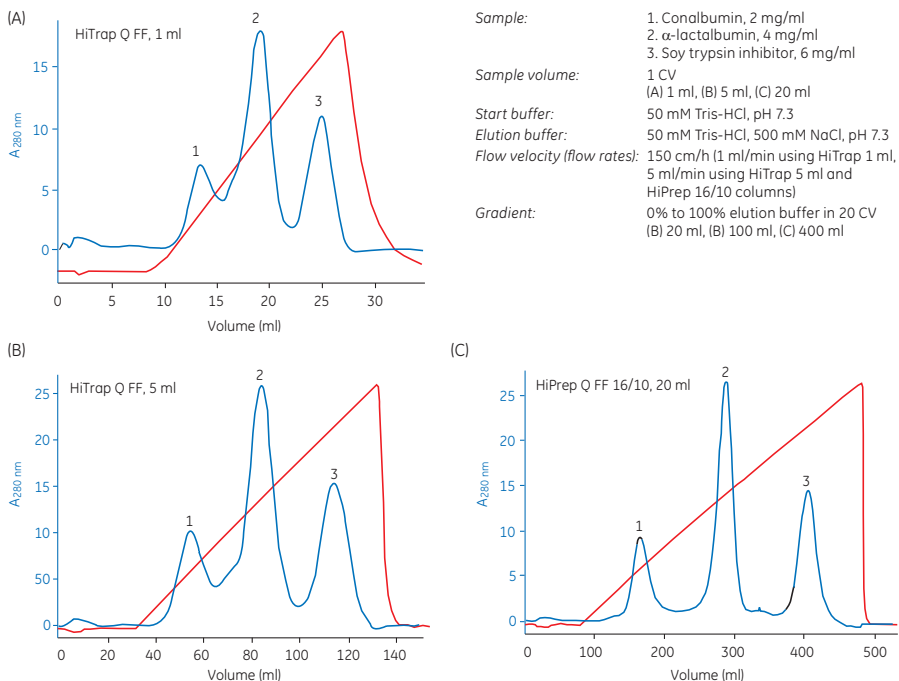 (A)
HiTrap Q FF, 1 ml
2
1
3
15
10
5
0
A280 nm
0 5 10 15 20 25 30
Volume (ml)
Sample: 1. Conalbumin, 2 mg/ml
2. α-lactalbumin, 4 mg/ml
3. Soy trypsin inhibitor, 6 mg/ml
Sample volume: 1 CV
(A) 1 ml, (B) 5 ml, (C) 20 ml
Start buffer: 50 mM Tris-HCl, pH 7.3
Elution buffer: 50 mM Tris-HCl, 500 mM NaCl, pH 7.3
Flow velocity (flow rates): 150 cm/h (1 ml/min using HiTrap 1 ml,
5 ml/min using HiTrap 5 ml and
HiPrep 16/10 columns)
Gradient: 0% to 100% elution buffer in 20 CV
(B) 20 ml, (B) 100 ml, (C) 400 ml
(B)
HiTrap Q FF, 5 ml
2
1
3
25
20
15
10
50
0
A280 nm
0 20 40 60 80 100 120 140
Volume (ml)
(C)
HiPrep Q FF 16/10, 20 ml
2
1
3
25
20
15
10
5
0
A280 nm
0 100 200 300 400 500
Volume (ml)